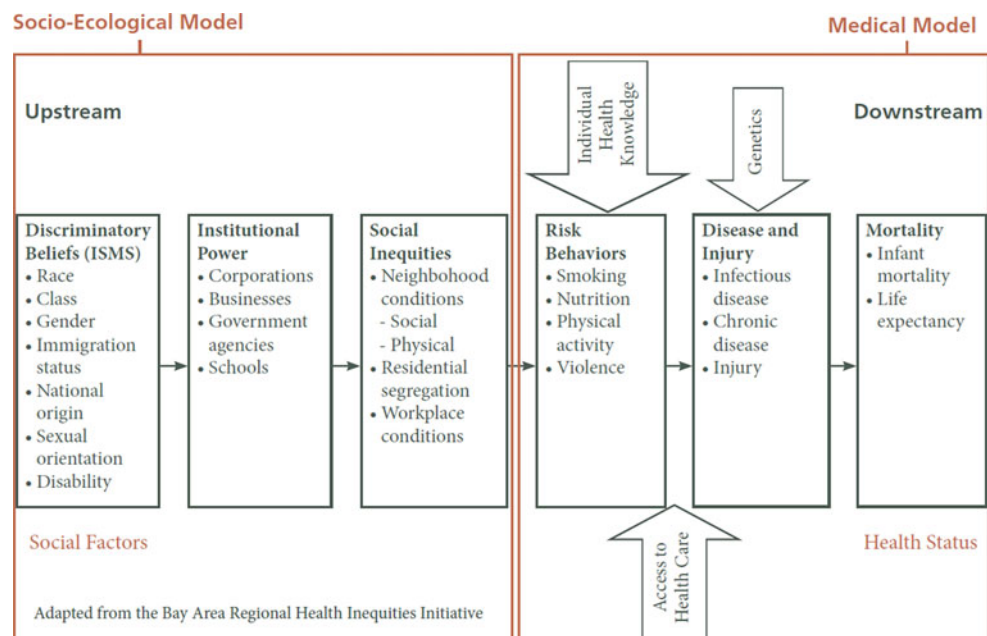 Socio-Ecological Model
Medical Model
Upstream
Downstream
Individual
Health
Knowledge
Genetics
Discriminatory
Beliefs (ISMS)
• Race
• Class
• Gender
• Immigration
status
• National
origin
• Sexual
orientation
• Disability
Institutional
Power
• Corporations
• Businesses
• Government
agencies
• Schools
Social
Inequities
• Neighbohood
conditions
- Social
- Physical
• Residential
segregation
• Workplace
conditions
Risk
Behaviors
• Smoking
• Nutrition
• Physical
activity
• Violence
Disease and
Injury
• Infectious
disease
• Chronic
disease
• Injury
Mortality
• Infant
mortality
• Life
expectancy
Social Factors
Access to
Health Care
Health Status
Adapted from the Bay Area Regional Health Inequities Initiative